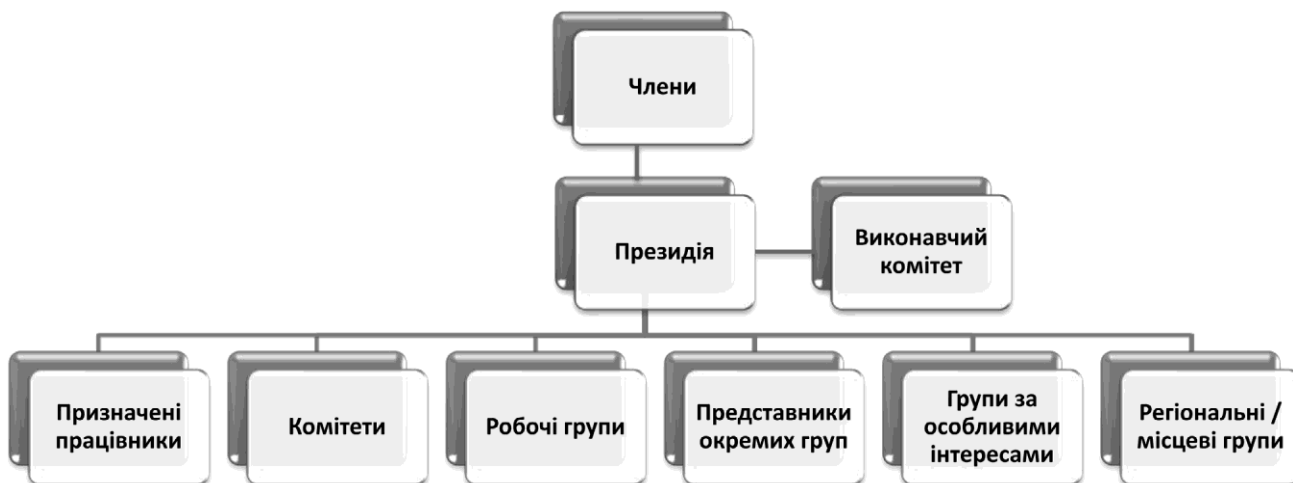 Члени
Президія
Виконавчий
комітет
Призначені
працівники
Комітети
Робочі групи
Представники
окремих груп
Групи за
особливими
інтересами
Регіональні /
місцеві групи